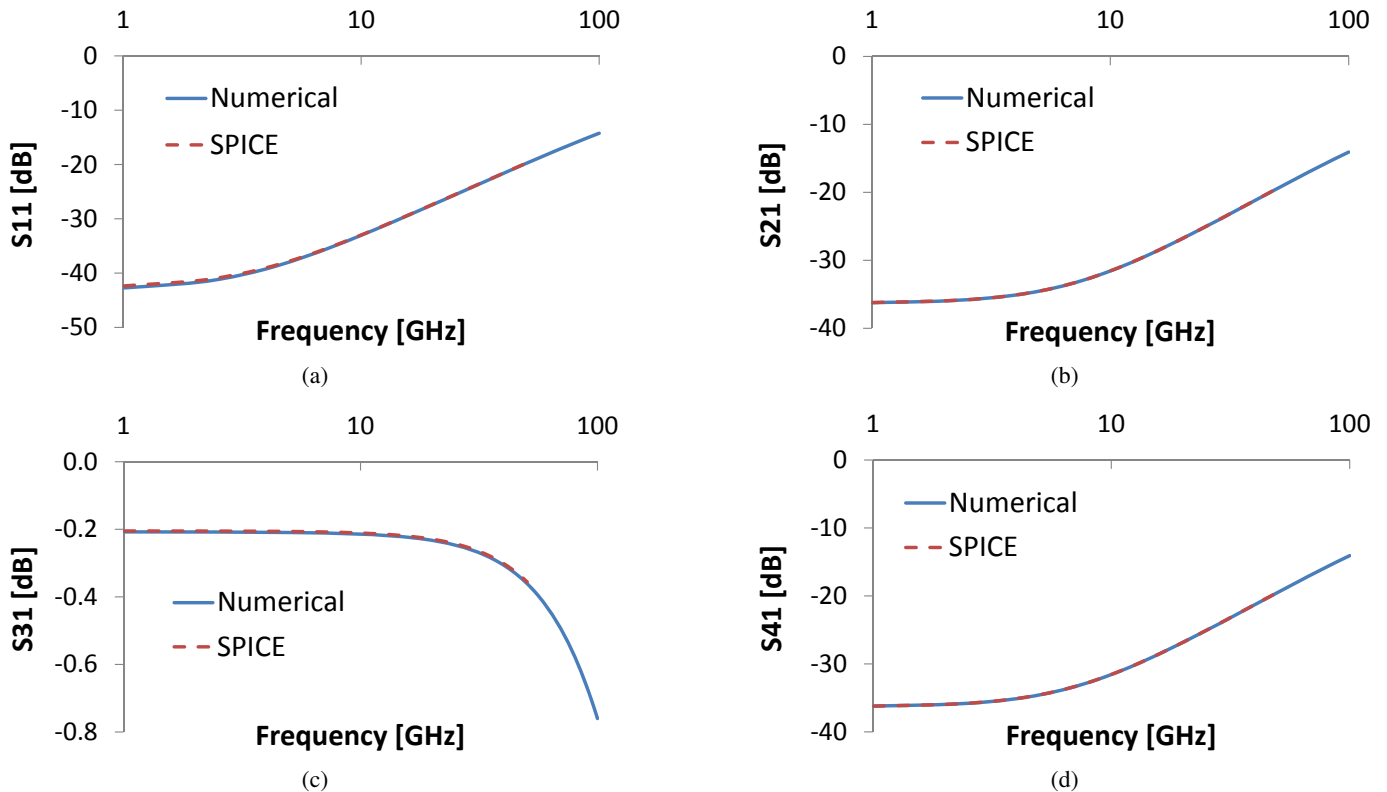 1 10 100
0
-10
-20
-30
-40
-50
S11 [dB]
Numerical
SPICE
Frequency [GHz]
(a)
1 10 100
0
-10
-20
-30
-40
S21 [dB]
Numerical
SPICE
Frequency [GHz]
(b)
1 10 100
0.0
-0.2
-0.4
-0.6
-0.8
S31 [dB]
Numerical
SPICE
Frequency [GHz]
(c)
1 10 100
0
-10
-20
-30
-40
S41 [dB]
Numerical
SPICE
Frequency [GHz]
(d)